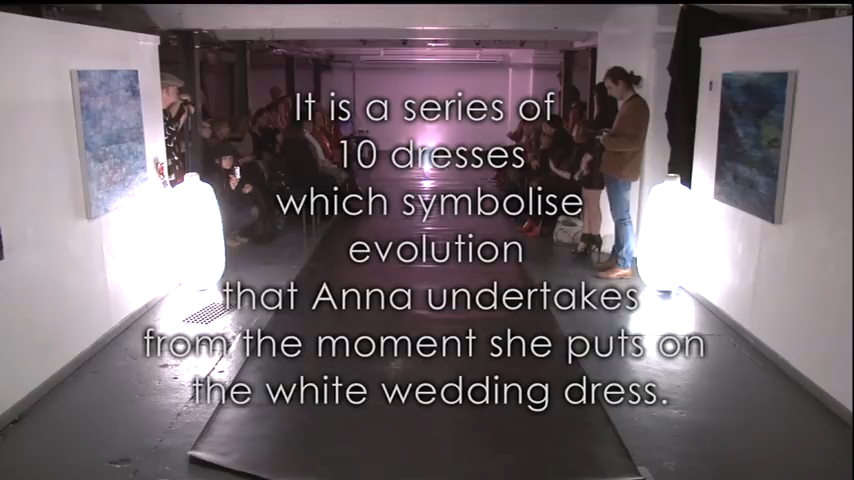 It is a series of
10 dresses
which symbolise
evolution
that Anna undertakes
from the moment she puts on
the white wedding dress.